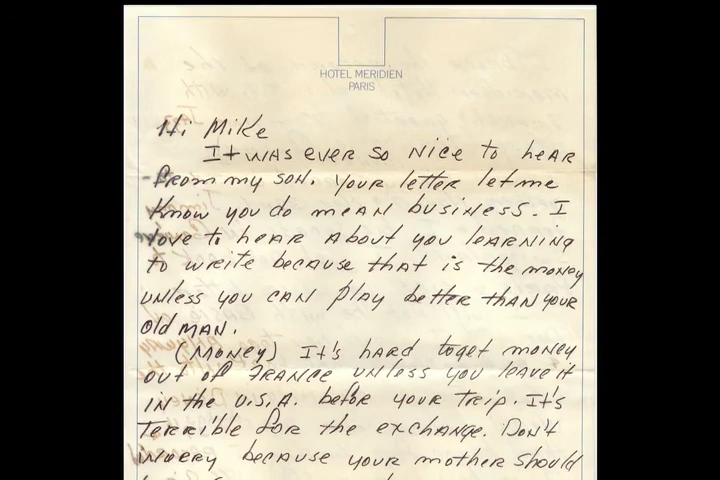 HOTEL MERIDIEN
PARIS
Hi Mike
It was ever so nice to hear
from my son. Your letter let me
know you do mean business. I
love to hear about you learning
to write because that is the money
unless you can play better than your
old man.
(Money) It's hard to get money
out of France unless you leave it
in the U.S.A. before your trip. It's
terrible for the exchange. Don't
worry because your mother should